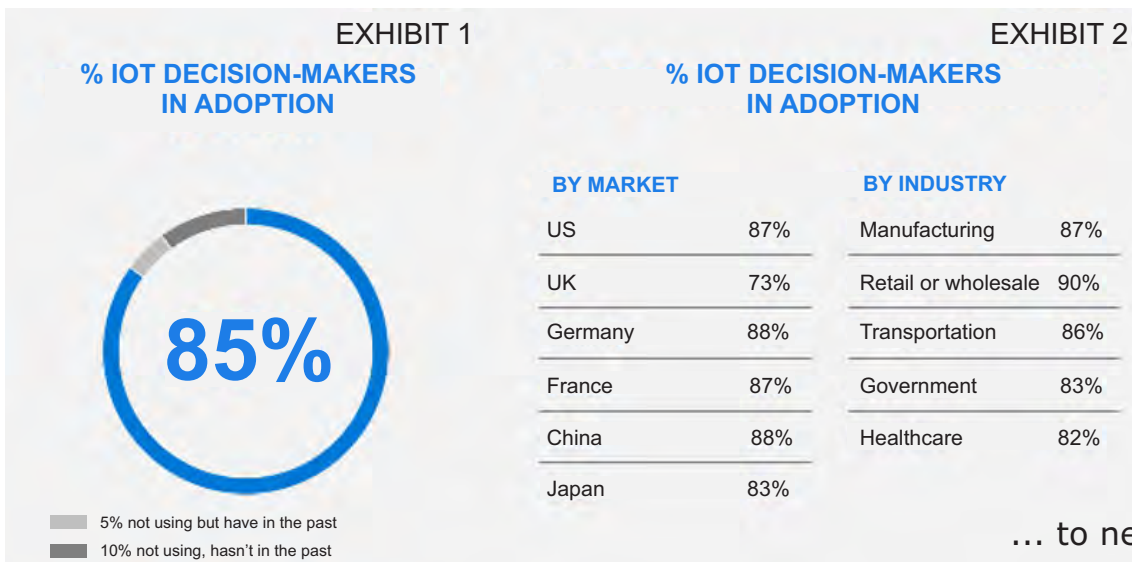 EXHIBIT 1
% IOT DECISION-MAKERS
IN ADOPTION
85%
5% not using but have in the past
10% not using, hasn't in the past
EXHIBIT 2
% IOT DECISION-MAKERS
IN ADOPTION
BY MARKET
US 87%
UK 73%
Germany 88%
France 87%
China 88%
Japan 83%
BY INDUSTRY
Manufacturing 87%
Retail or wholesale 90%
Transportation 86%
Government 83%
Healthcare 82%
... to ne